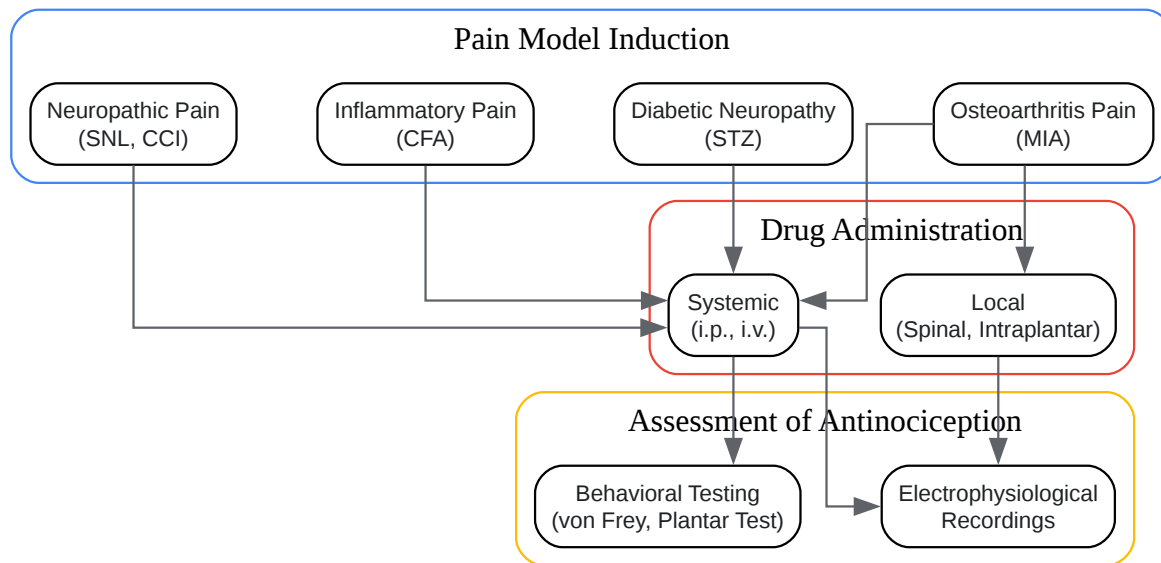 Pain Model Induction
Neuropathic Pain
(SNL, CCI)
Inflammatory Pain
(CFA)
Diabetic Neuropathy
(STZ)
Osteoarthritis Pain
(MIA)
Drug Administration
Systemic
(i.p., i.v.)
Local
(Spinal, Intraplantar)
Assessment of Antinociception
Behavioral Testing
(von Frey, Plantar Test)
Electrophysiological
Recordings